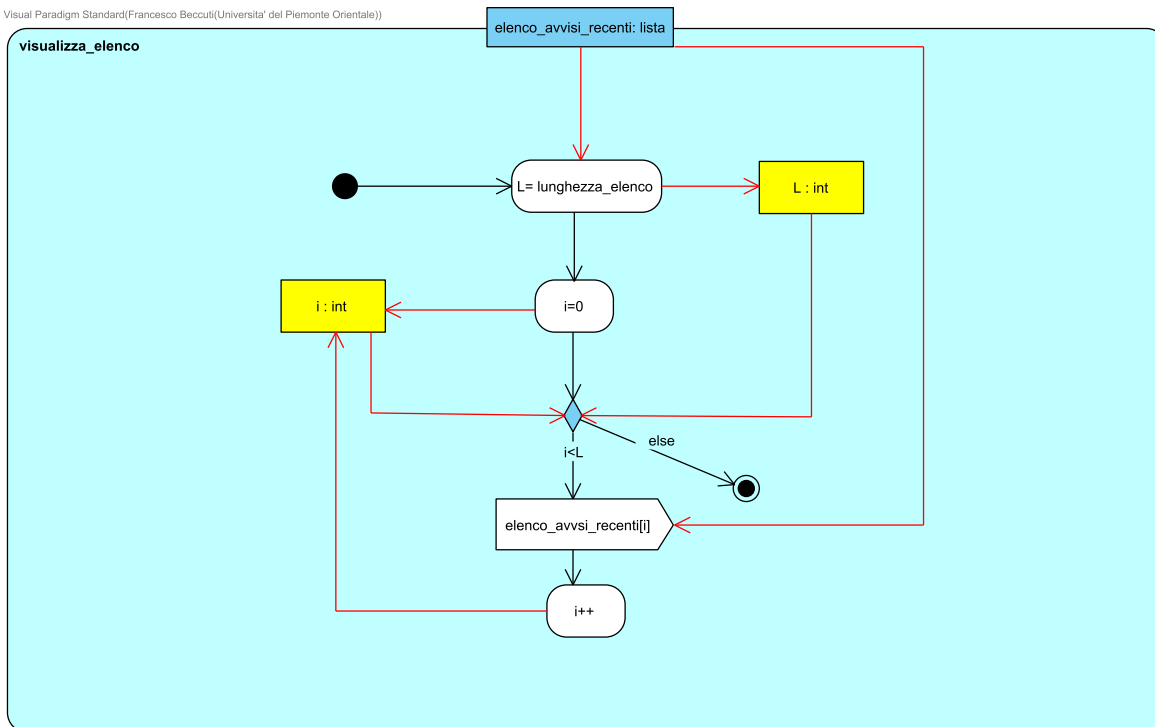 Visual Paradigm Standard(Francesco Beccuti(Universita' del Piemonte Orientale))
elenco_avvisi_recenti: lista
visualizza_elenco
L= lunghezza_elenco
L : int
i : int
i=0
else
i<L
elenco_avvsi_recenti[i]
i++